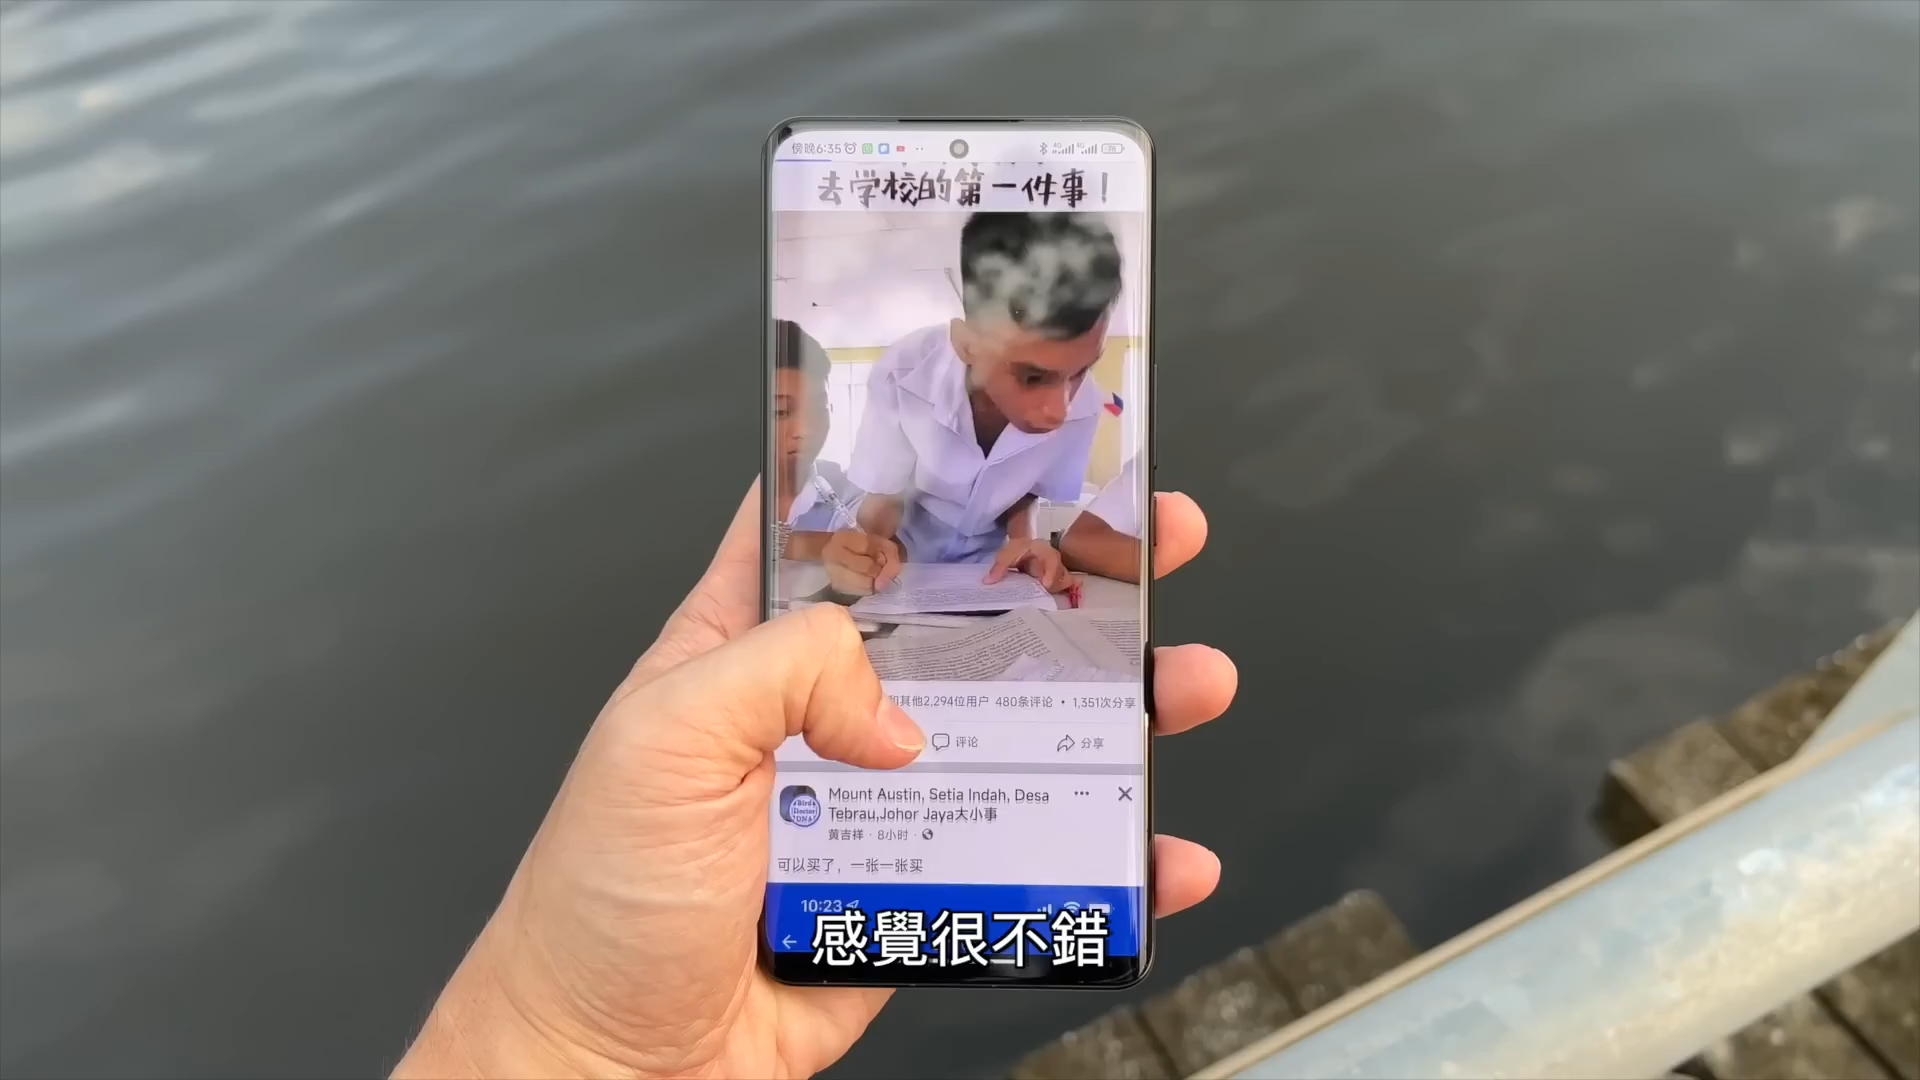 傍晚6:35
去学校的第一件事!
和其他2,294位用户 480条评论 • 1,351次分享
评论 分享
Mount Austin, Setia Indah, Desa
Tebrau,Johor Jaya大小事
黄吉祥 · 8小时 ·
可以买了，一张一张买
10:23
感覺很不錯